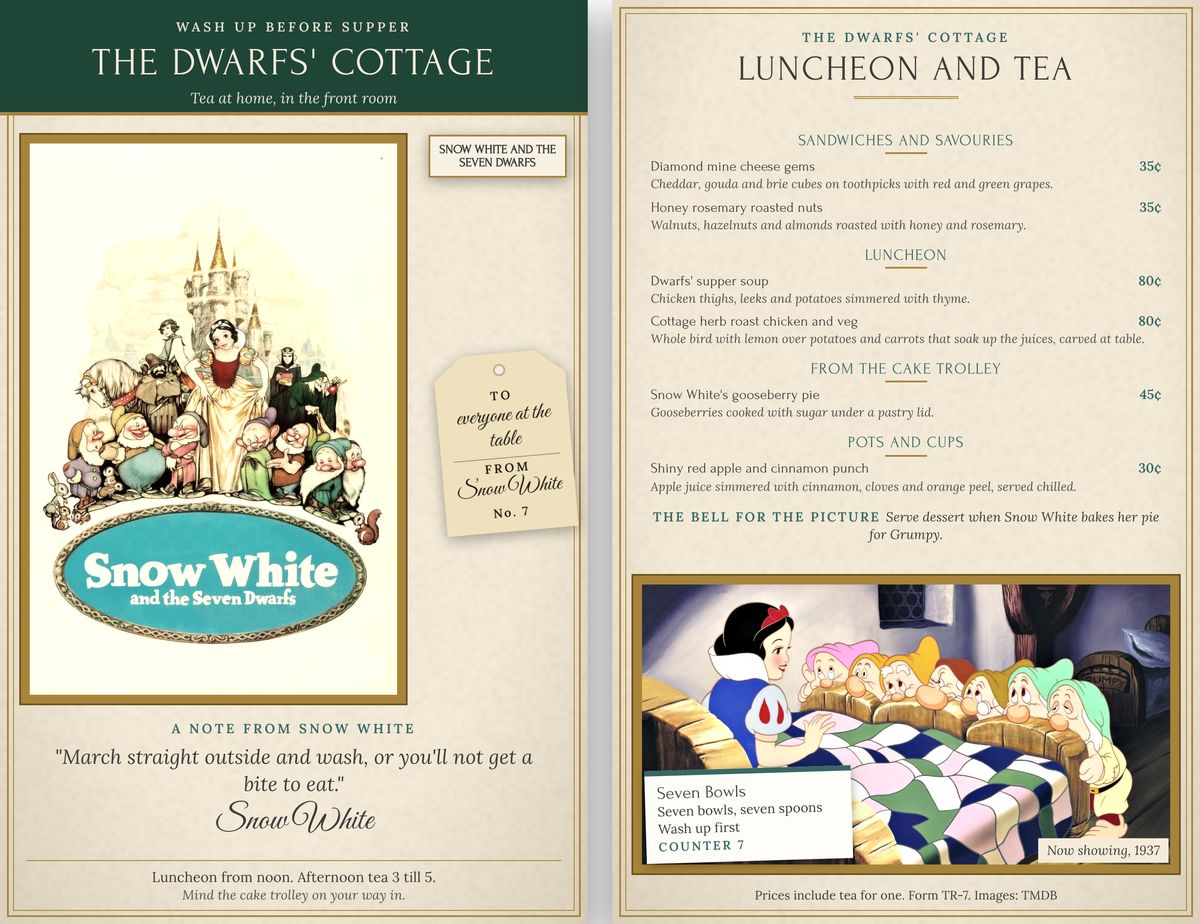 WASH UP BEFORE SUPPER
THE DWARFS' COTTAGE
Tea at home, in the front room
SNOW WHITE AND THE
SEVEN DWARFS
Snow White
and the Seven Dwarfs
TO
everyone at the
table
FROM
Snow White
No. 7
A NOTE FROM SNOW WHITE
"March straight outside and wash, or you'll not get a
bite to eat."
Snow White
Luncheon from noon. Afternoon tea 3 till 5.
Mind the cake trolley on your way in.
THE DWARFS' COTTAGE
LUNCHEON AND TEA
SANDWICHES AND SAVOURIES
Diamond mine cheese gems 35¢
Cheddar, gouda and brie cubes on toothpicks with red and green grapes.
Honey rosemary roasted nuts 35¢
Walnuts, hazelnuts and almonds roasted with honey and rosemary.
LUNCHEON
Dwarfs' supper soup 80¢
Chicken thighs, leeks and potatoes simmered with thyme.
Cottage herb roast chicken and veg 80¢
Whole bird with lemon over potatoes and carrots that soak up the juices, carved at table.
FROM THE CAKE TROLLEY
Snow White's gooseberry pie 45¢
Gooseberries cooked with sugar under a pastry lid.
POTS AND CUPS
Shiny red apple and cinnamon punch 30¢
Apple juice simmered with cinnamon, cloves and orange peel, served chilled.
THE BELL FOR THE PICTURE Serve dessert when Snow White bakes her pie
for Grumpy.
GRUMPY
Seven Bowls
Seven bowls, seven spoons
Wash up first
COUNTER 7
Now showing, 1937
Prices include tea for one. Form TR-7. Images: TMDB